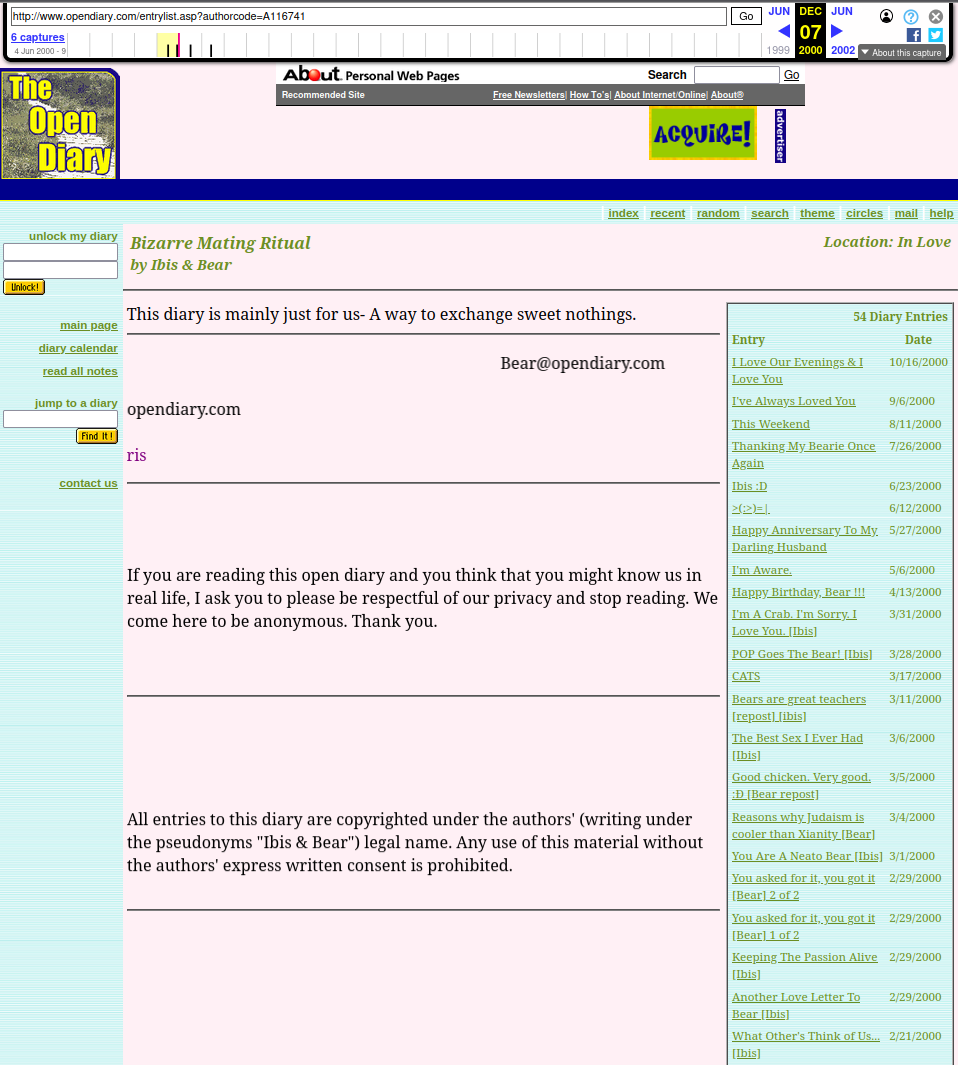 http://www.opendiary.com/entrylist.asp?authorcode=A116741
Go
JUN
DEC
JUN
6 captures
07
4 Jun 2000 - 9
1999
2000
2002
About this capture
The
Open
Diary
About Personal Web Pages
Search
Go
Recommended Site
Free Newsletters| How To's| About Internet/Online| About®
ACQUIRE!
advertiser
index
recent
random
search
theme
circles
mail
help
unlock my diary
Unlock!
main page
diary calendar
read all notes
jump to a diary
Find It!
contact us
Bizarre Mating Ritual
by Ibis & Bear
Location: In Love
This diary is mainly just for us- A way to exchange sweet nothings.
Bear@opendiary.com
opendiary.com
ris
If you are reading this open diary and you think that you might know us in
real life, I ask you to please be respectful of our privacy and stop reading. We
come here to be anonymous. Thank you.
All entries to this diary are copyrighted under the authors' (writing under
the pseudonyms "Ibis & Bear") legal name. Any use of this material without
the authors' express written consent is prohibited.
54 Diary Entries
Entry Date
I Love Our Evenings & I 10/16/2000
Love You
I've Always Loved You 9/6/2000
This Weekend 8/11/2000
Thanking My Bearie Once 7/26/2000
Again
Ibis :D 6/23/2000
>(:>)=| 6/12/2000
Happy Anniversary To My 5/27/2000
Darling Husband
I'm Aware. 5/6/2000
Happy Birthday, Bear !!! 4/13/2000
I'm A Crab. I'm Sorry. I 3/31/2000
Love You. [Ibis]
POP Goes The Bear! [Ibis] 3/28/2000
CATS 3/17/2000
Bears are great teachers 3/11/2000
[repost] [ibis]
The Best Sex I Ever Had 3/6/2000
[Ibis]
Good chicken. Very good. 3/5/2000
:Ð [Bear repost]
Reasons why Judaism is 3/4/2000
cooler than Xianity [Bear]
You Are A Neato Bear [Ibis] 3/1/2000
You asked for it, you got it 2/29/2000
[Bear] 2 of 2
You asked for it, you got it 2/29/2000
[Bear] 1 of 2
Keeping The Passion Alive 2/29/2000
[Ibis]
Another Love Letter To 2/29/2000
Bear [Ibis]
What Other's Think of Us... 2/21/2000
[Ibis]